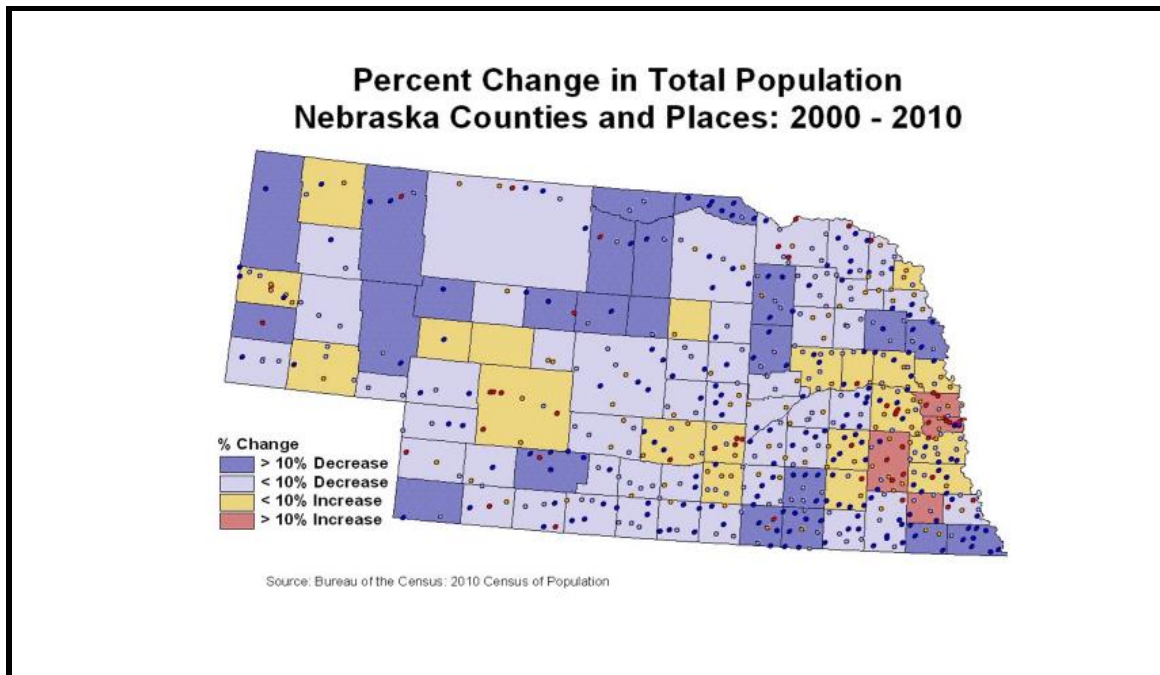 Percent Change in Total Population
Nebraska Counties and Places: 2000 - 2010
% Change
> 10% Decrease
< 10% Decrease
< 10% Increase
> 10% Increase
Source: Bureau of the Census: 2010 Census of Population